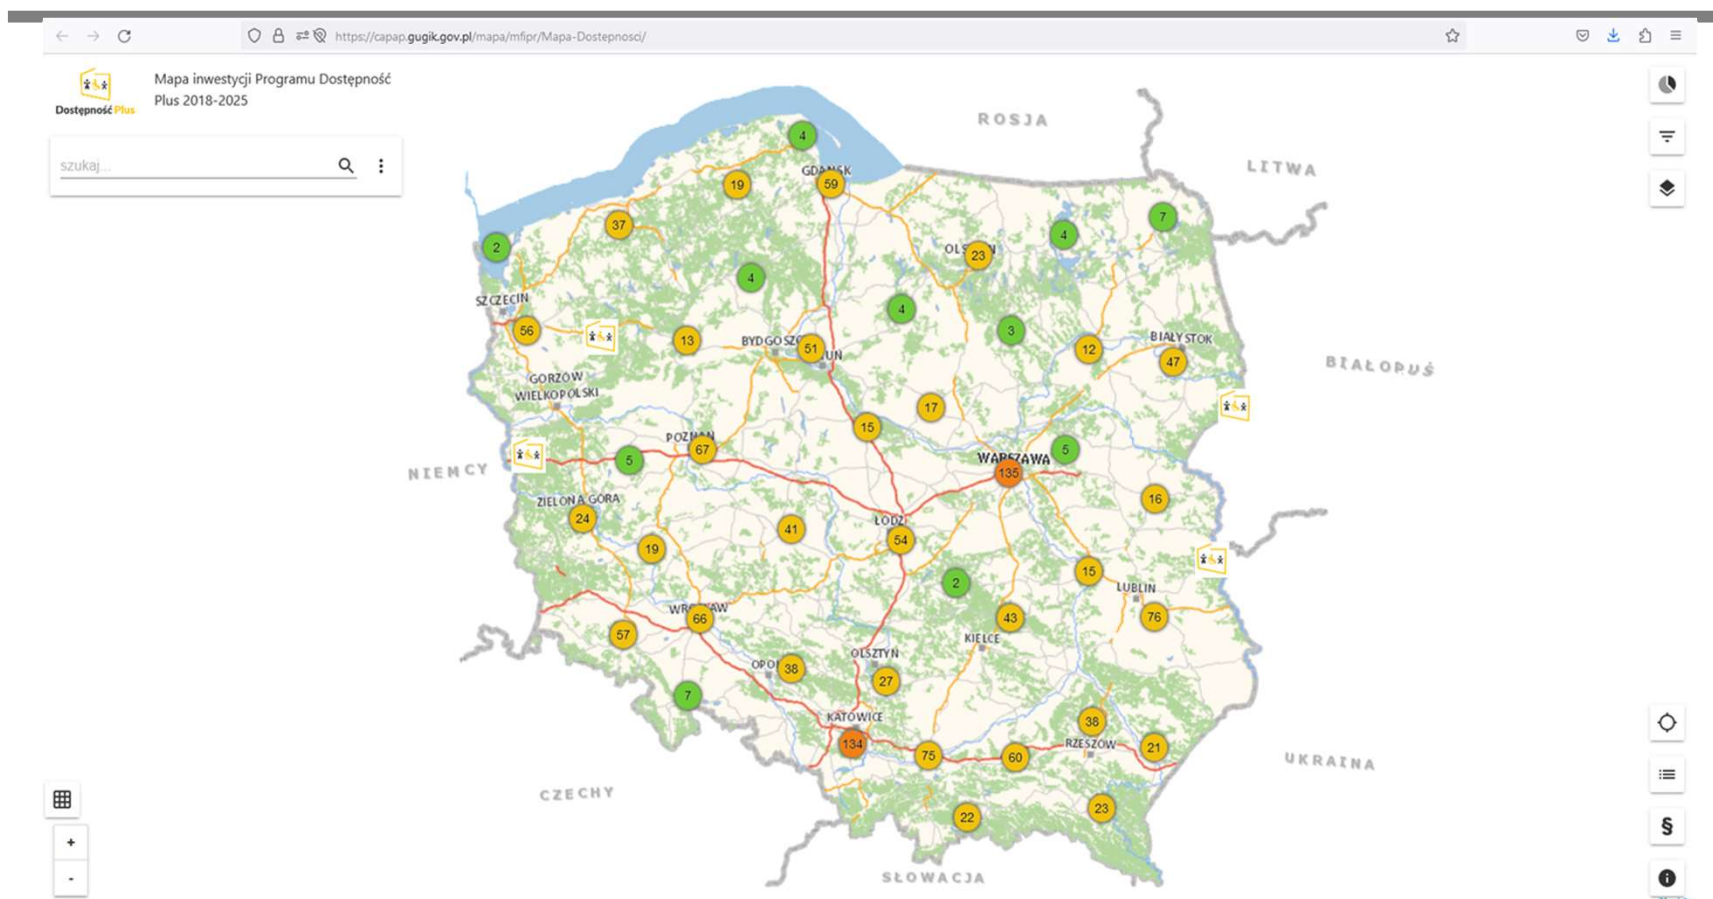 https://capap.gugik.gov.pl/mapa/mfipr/Mapa-Dostepnosci/
Dostępność Plus
Mapa inwestycji Programu Dostępność
Plus 2018-2025
szukaj...
ROSJA
LITWA
4
GDAŃSK
19
59
7
37
4
2
OLSZTYN
23
4
SZCZECIN
4
56
3
13
BYDGOSZCZ
51
BIAŁYSTOK
12
47
BIAŁOPUŚ
GORZÓW
WIELKOPOLSKI
17
15
POZNAŃ
67
5
5
WARSZAWA
135
NIEMCY
ZIELONA GÓRA
16
24
ŁÓDŹ
41
54
19
15
2
LUBLIN
WROCŁAW
66
43
76
57
KIELCE
OLSZTYN
OPOLE
38
27
7
KATOWICE
38
134
RZESZÓW
21
75
60
UKRAINA
CZECHY
23
22
§
+
-
SŁOWACJA